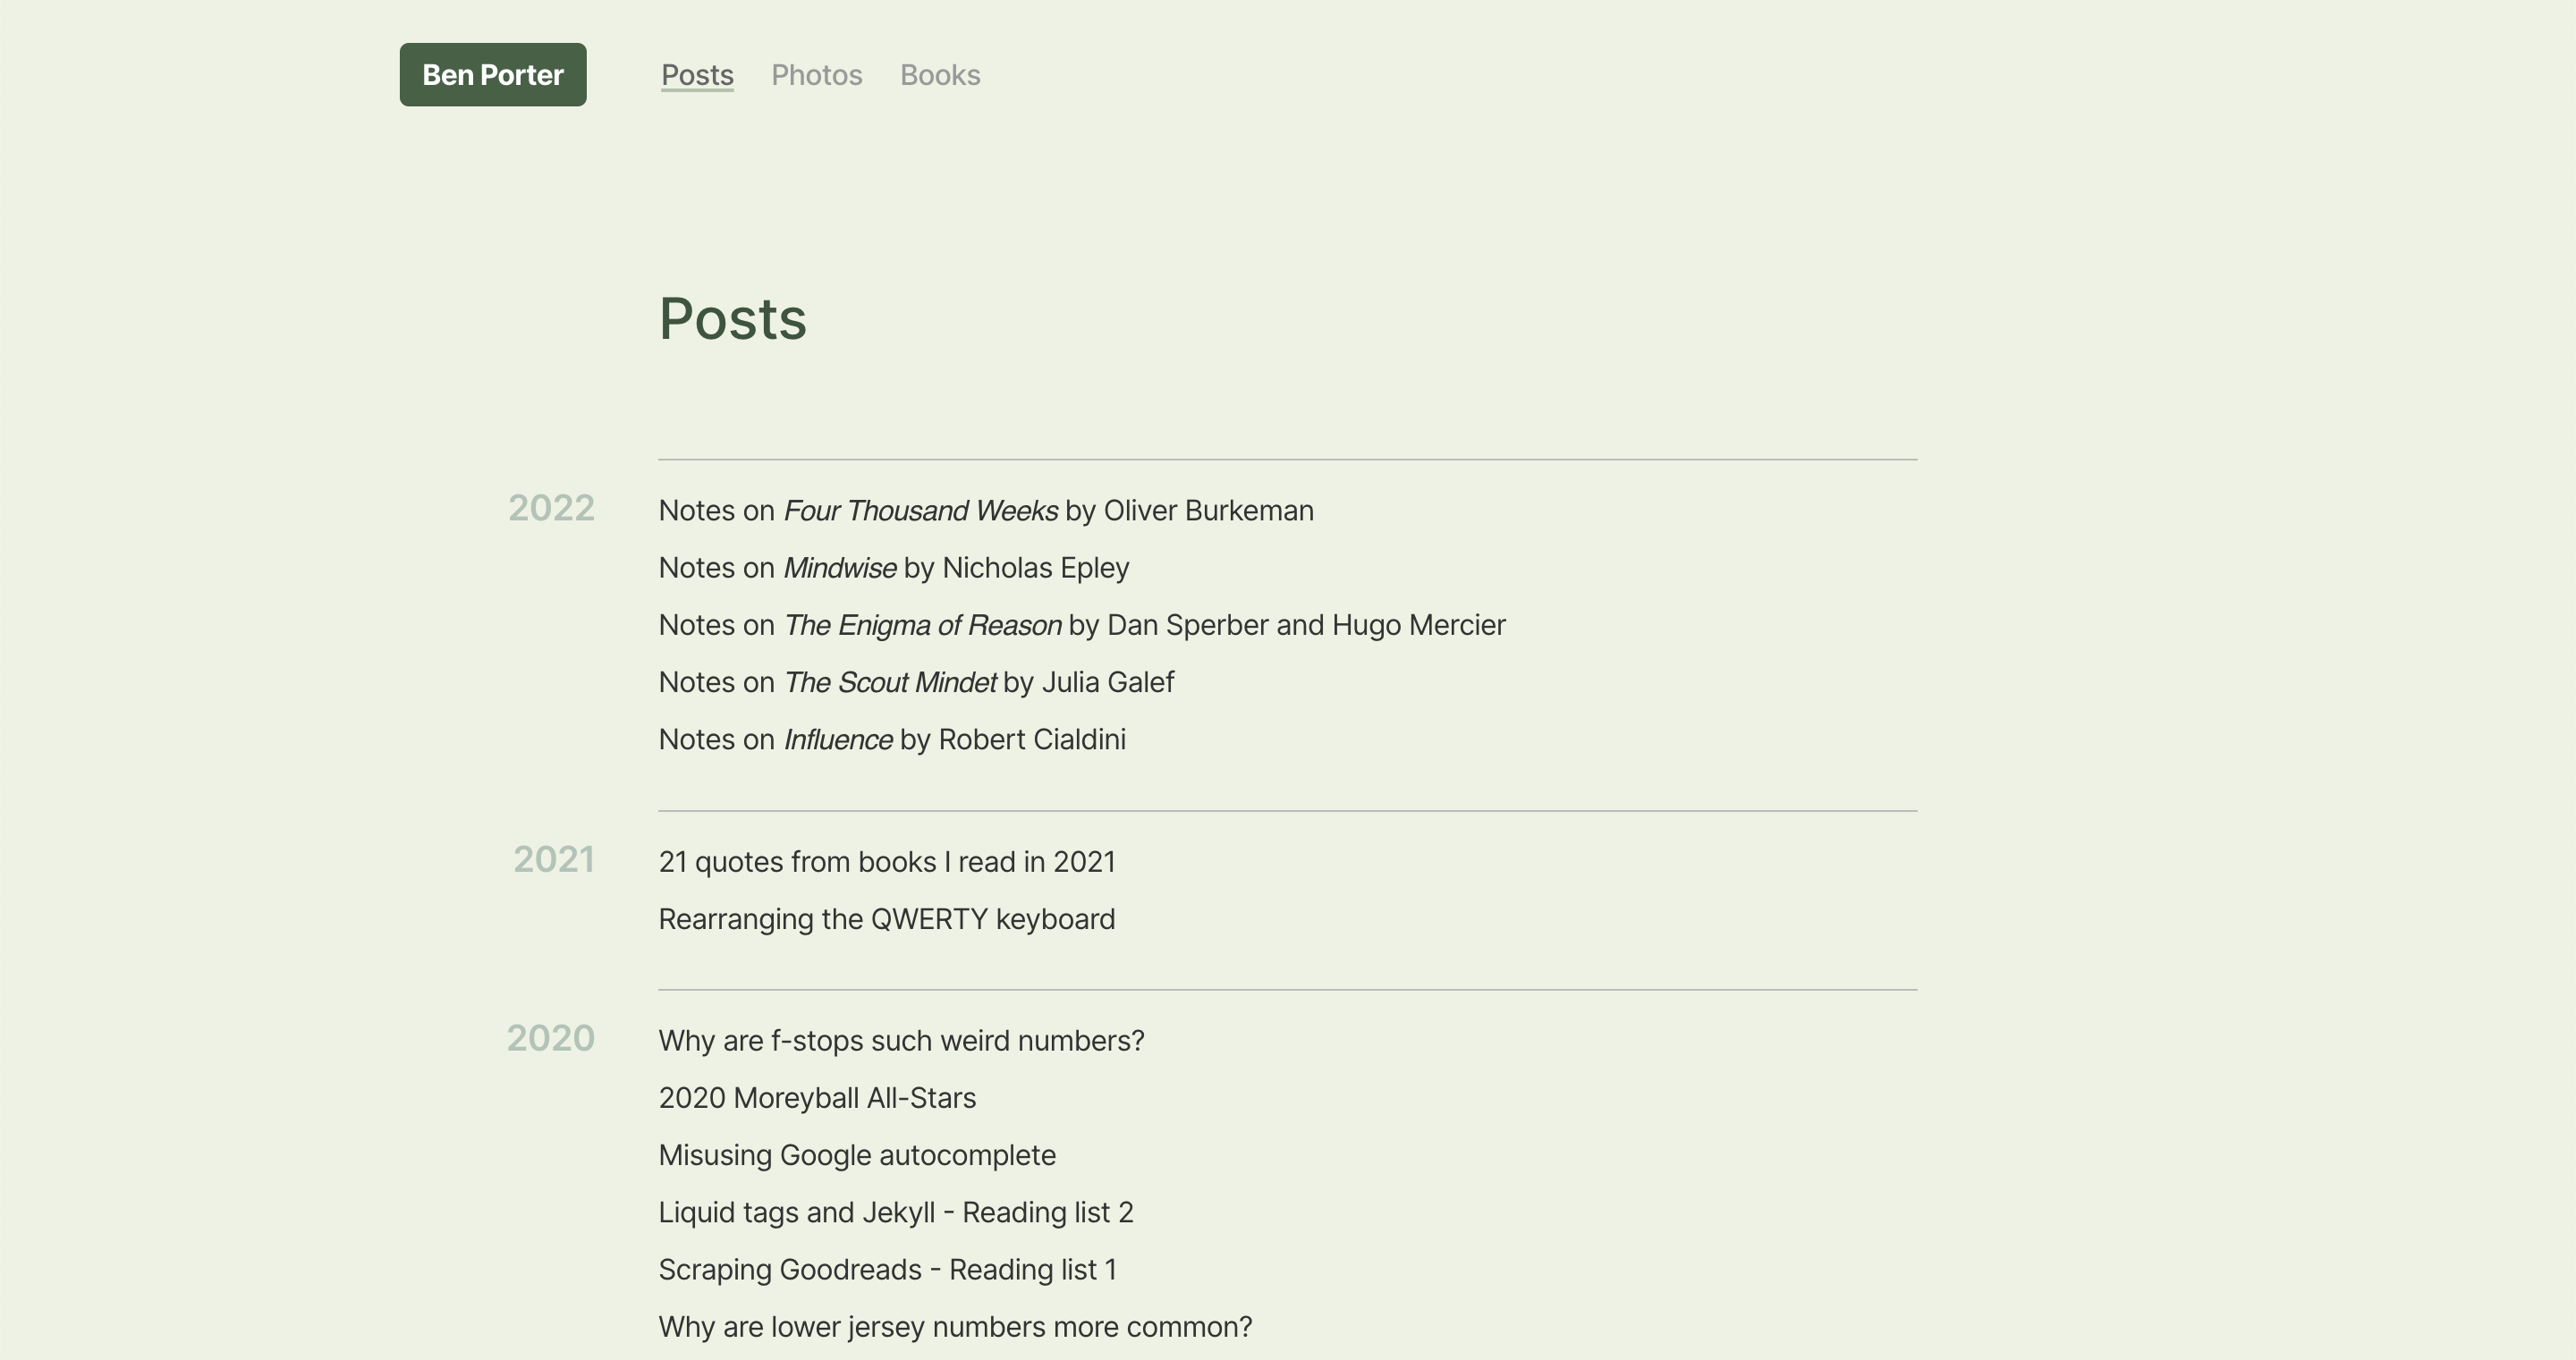 Ben Porter
Posts Photos Books
Posts
2022
Notes on Four Thousand Weeks by Oliver Burkeman
Notes on Mindwise by Nicholas Epley
Notes on The Enigma of Reason by Dan Sperber and Hugo Mercier
Notes on The Scout Mindet by Julia Galef
Notes on Influence by Robert Cialdini
2021
21 quotes from books I read in 2021
Rearranging the QWERTY keyboard
2020
Why are f-stops such weird numbers?
2020 Moreyball All-Stars
Misusing Google autocomplete
Liquid tags and Jekyll - Reading list 2
Scraping Goodreads - Reading list 1
Why are lower jersey numbers more common?